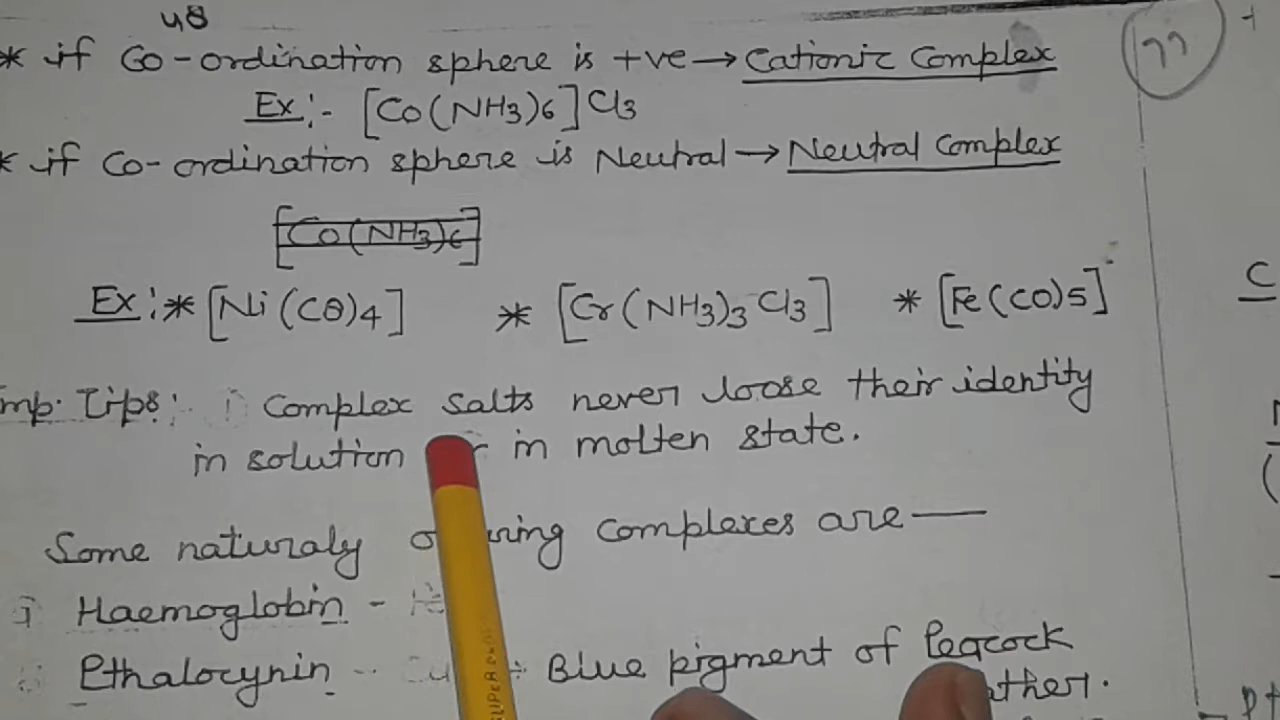 48
* if Co-ordination sphere is +ve → Cationic Complex
Ex:- [Co(NH3)6]Cl3
* if Co-ordination sphere is Neutral → Neutral Complex
[Co(NH3)6]
Ex:* [Ni(CO)4] * [Cr(NH3)3Cl3] * [Fe(CO)5]
mp. Tips: i Complex salts never loose their identity
in solution in molten state.
Some naturaly complexes are —
i Haemoglobin -
Pthalocynin - Blue pigment of Peacock